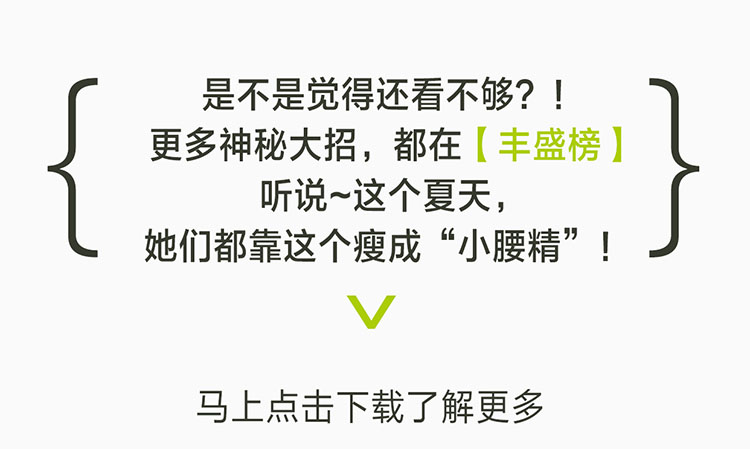 是不是觉得还看不够？！
更多神秘大招，都在【丰盛榜】
听说~这个夏天，
她们都靠这个瘦成“小腰精”！
马上点击下载了解更多